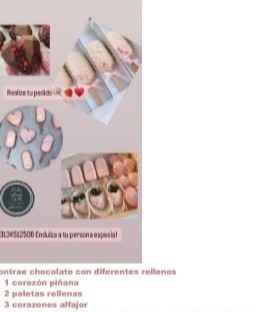 Realiza tu pedido
3134512508 Endulza a tu persona especial
ontrae chocolate con diferentes rellenos
1 corazón piñana
2 paletas rellenas
3 corazones alfajor